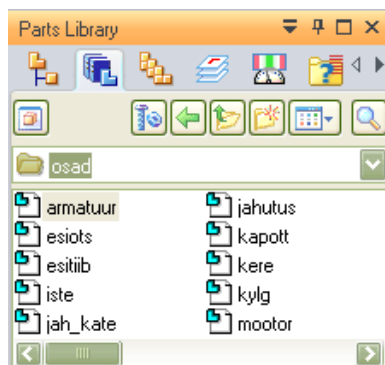 Parts Library
osad
armatuur
esiots
esitiib
iste
jah_kate
jahutus
kapott
kere
kylg
mootor